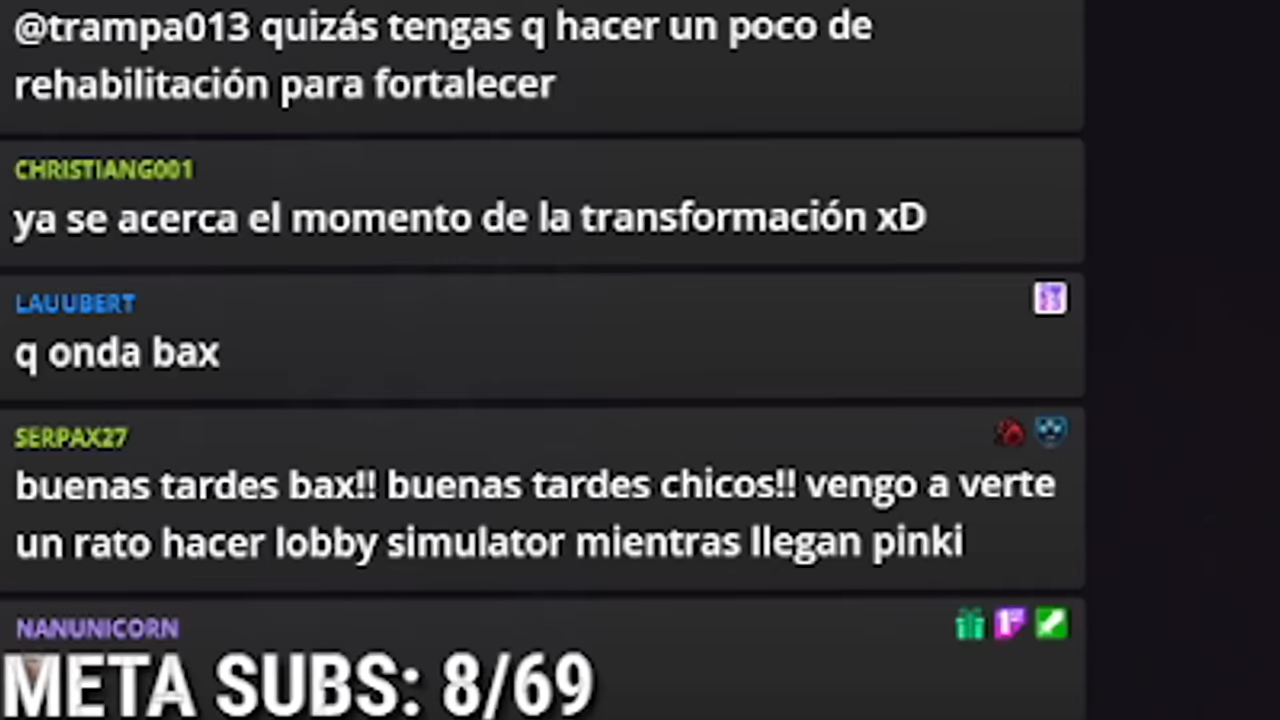 @trampa013 quizás tengas q hacer un poco de
rehabilitación para fortalecer
CHRISTIANG001
ya se acerca el momento de la transformación xD
LAUUBERT
q onda bax
SERPAX27
buenas tardes bax!! buenas tardes chicos!! vengo a verte
un rato hacer lobby simulator mientras llegan pinki
NANUNICORN
META SUBS: 8/69